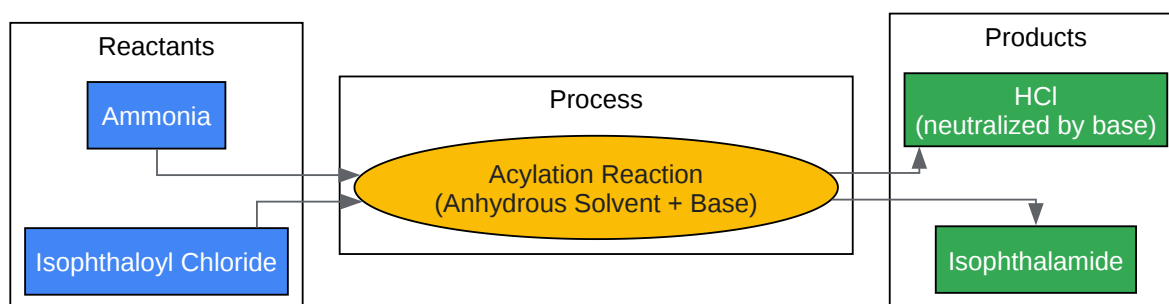 Reactants
Ammonia
Isophthaloyl Chloride
Process
Acylation Reaction
(Anhydrous Solvent + Base)
Products
HCl
(neutralized by base)
Isophthalamide